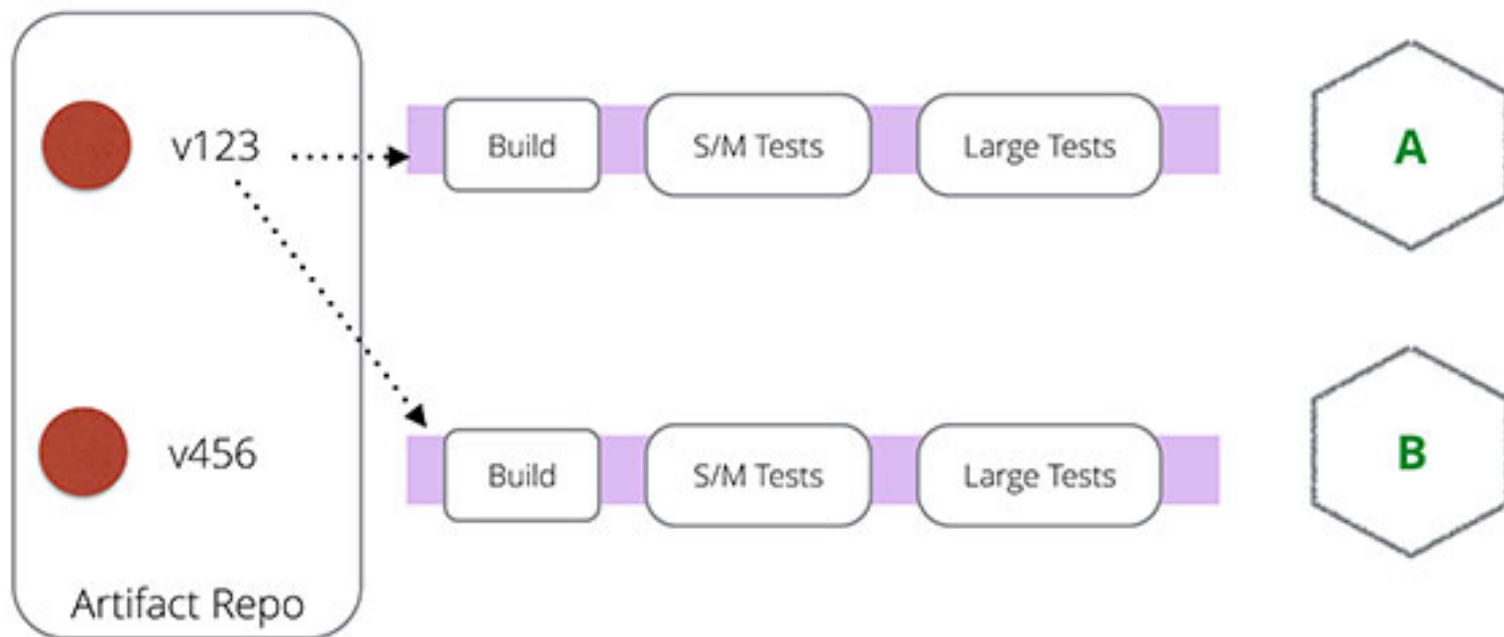 v123
Build
S/M Tests
Large Tests
A
v456
Build
S/M Tests
Large Tests
B
Artifact Repo